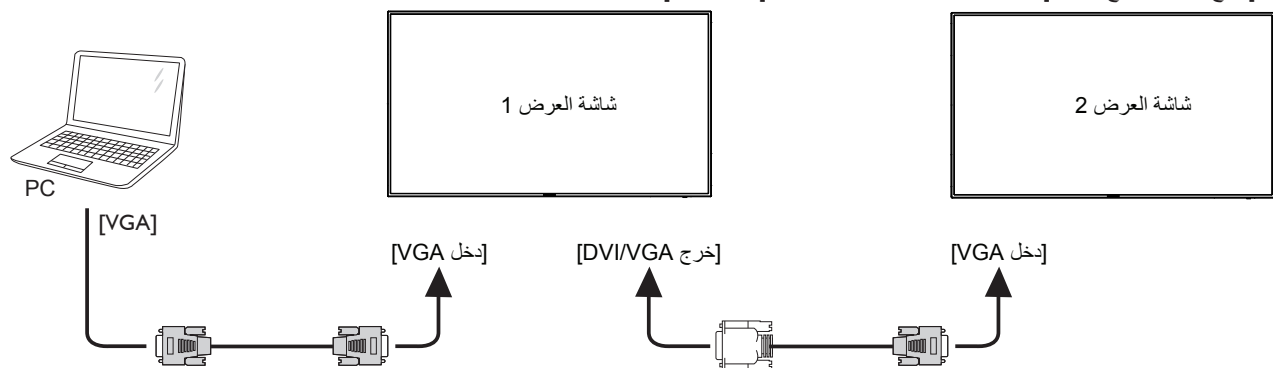 شاشة العرض 1
شاشة العرض 2
PC
[VGA]
[دخل VGA]
[خرج DVI/VGA]
[دخل VGA]